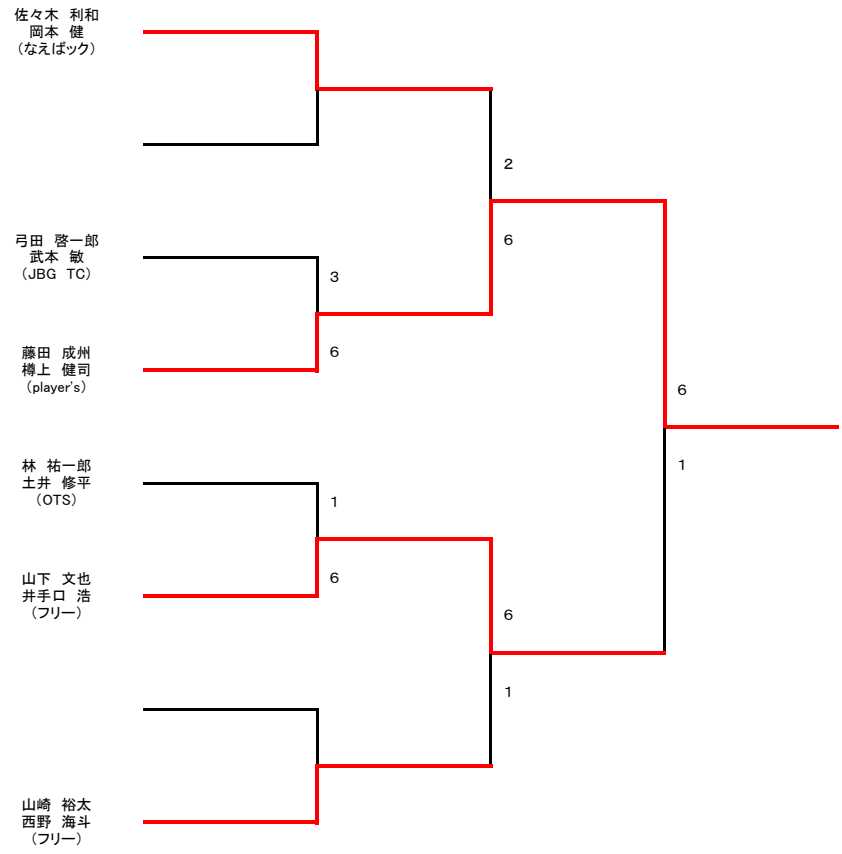 佐々木　利和
岡本　健
（なえばック）
2
弓田　啓一郎
武本　敏
（JBG　TC）
6
3
藤田　成州
樽上　健司
（player's）
6
6
林　祐一郎
土井　修平
（OTS）
1
1
山下　文也
井手口　浩
（フリー）
6
6
1
山崎　裕太
西野　海斗
（フリー）